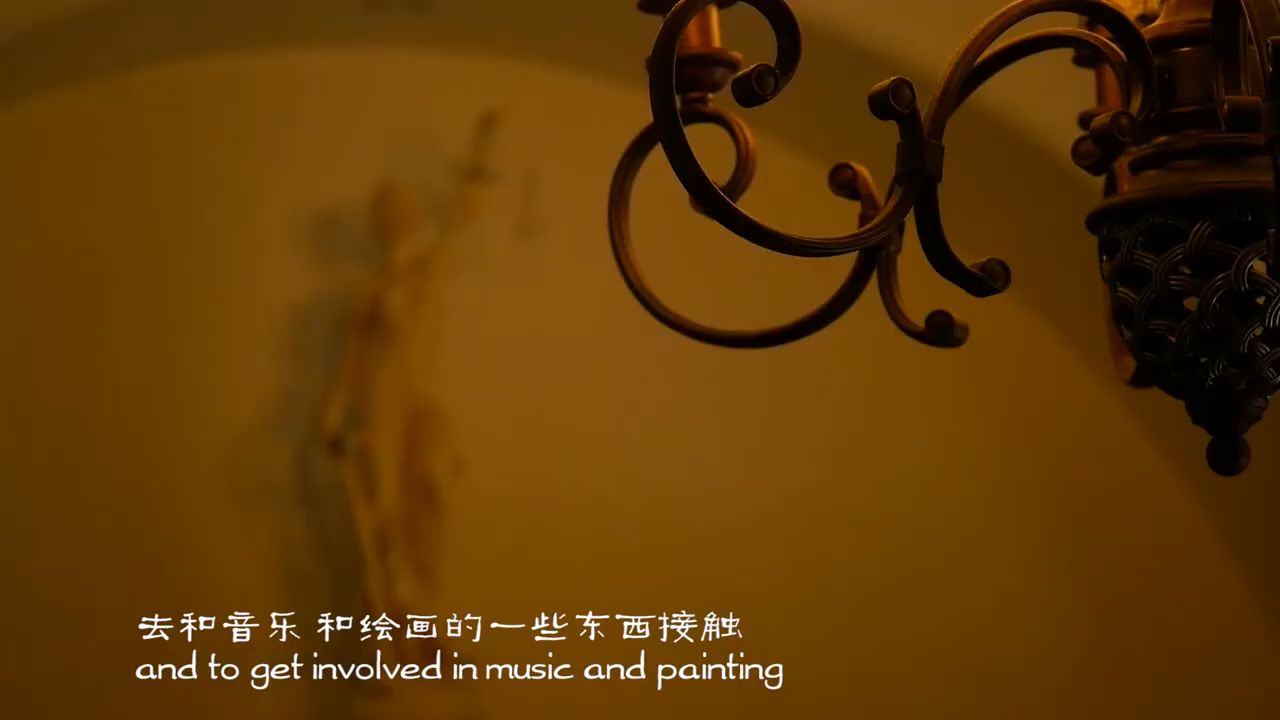 去和音乐 和绘画的一些东西接触
and to get involved in music and painting